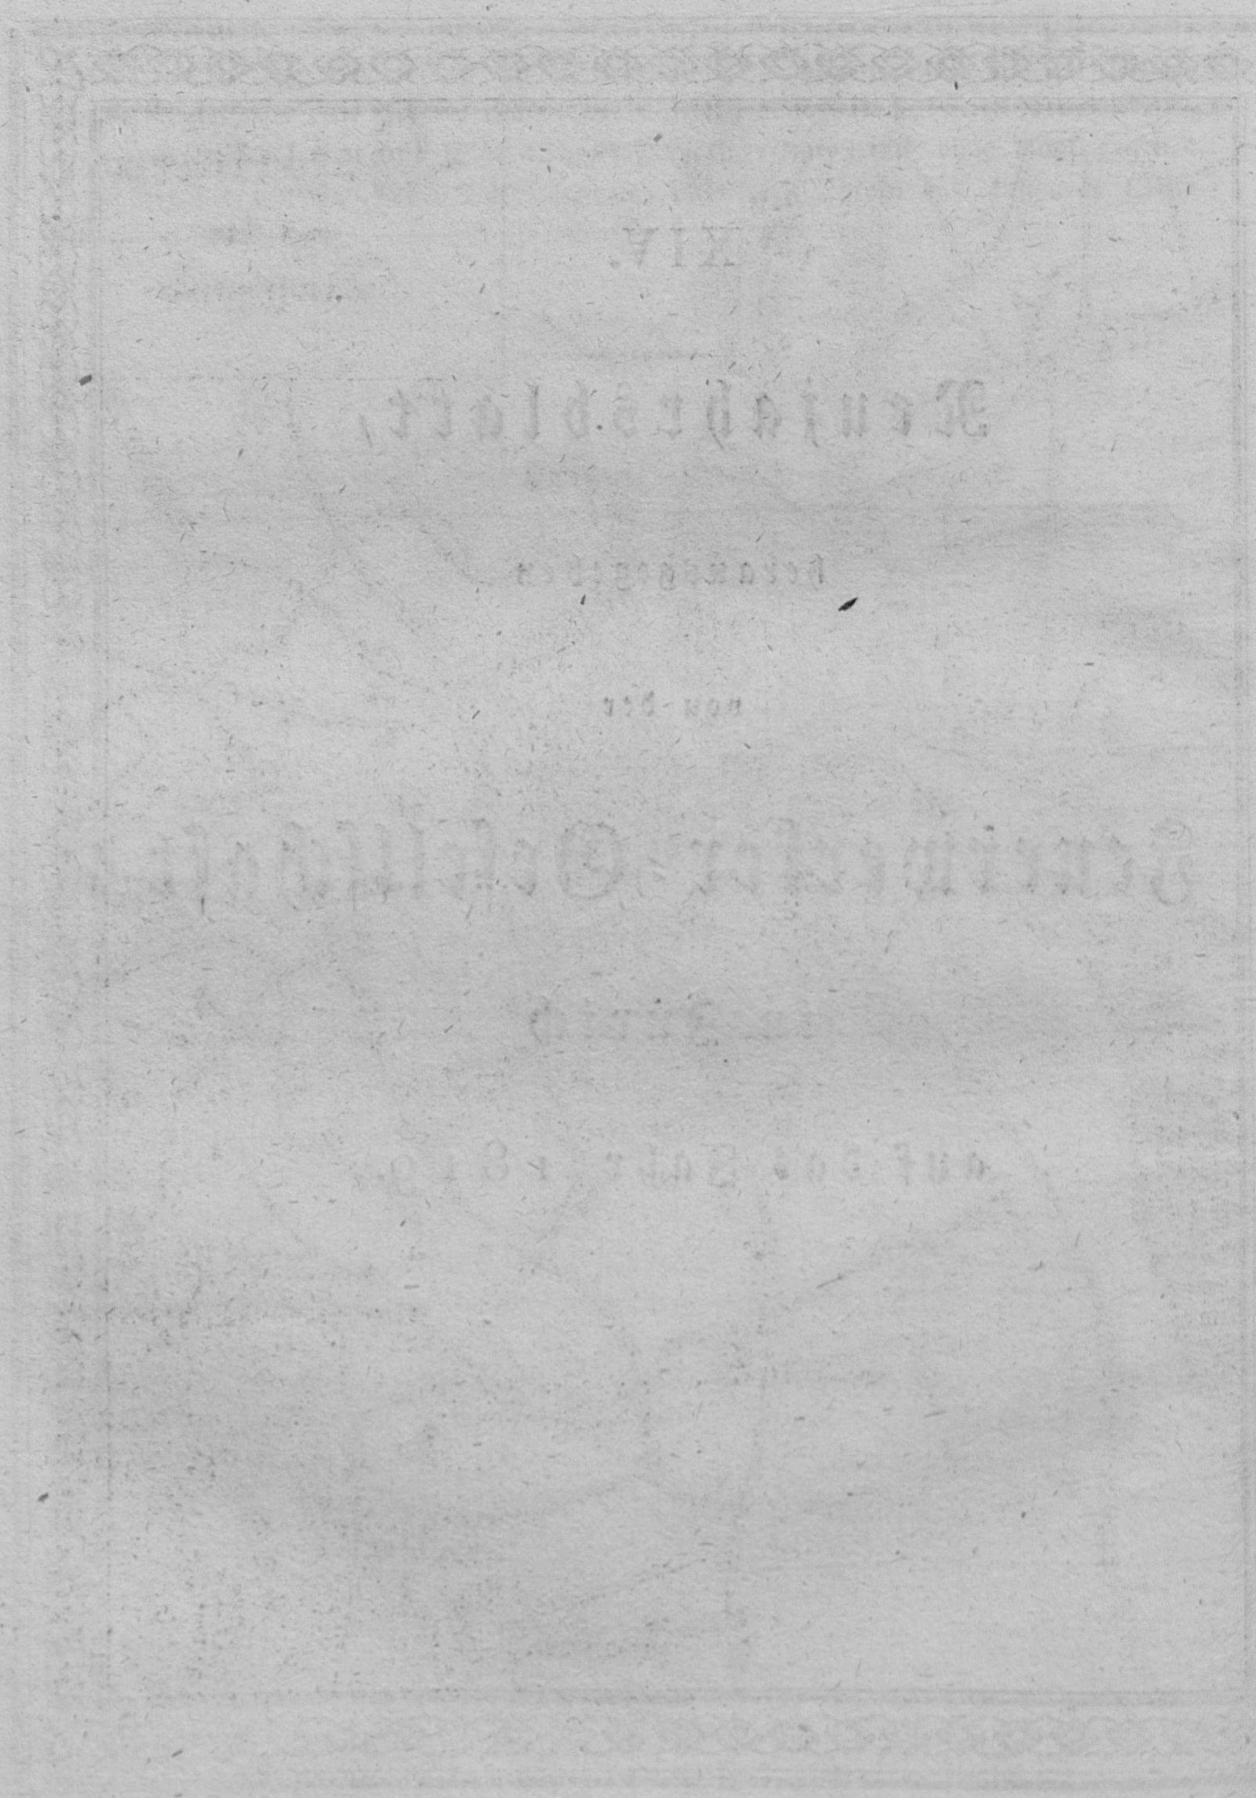 XIV.
Neujahrsblatt,
herausgegeben
von der
Feuerwerker-Gesellschaft
in Zürich
auf das Jahr 1819.